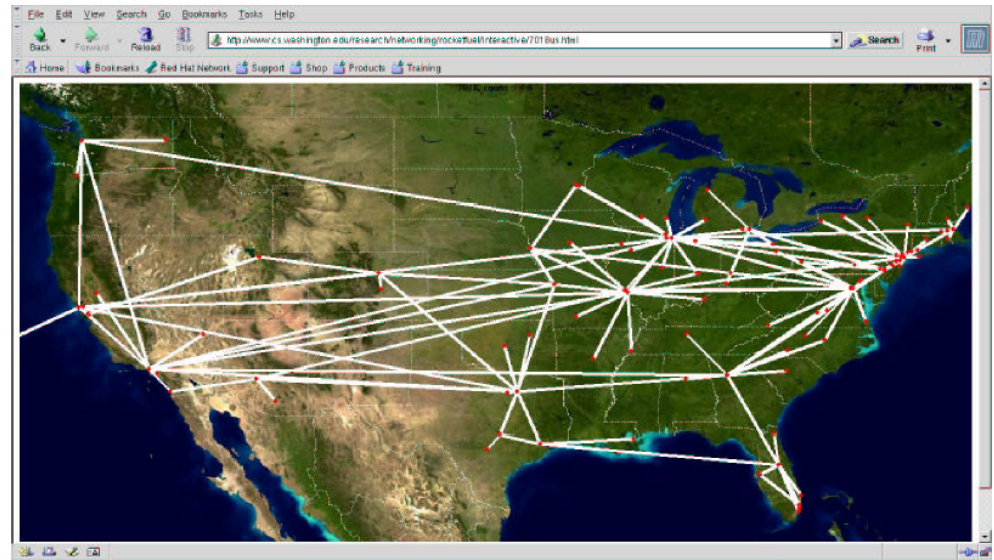 File Edit View Search Go Bookmarks Tasks Help
Back Forward Reload Stop http://www.cs.washington.edu/research/networking/rocketfuel/interactive/7018us.html Search Print
Home Bookmarks Red Hat Network Support Shop Products Training